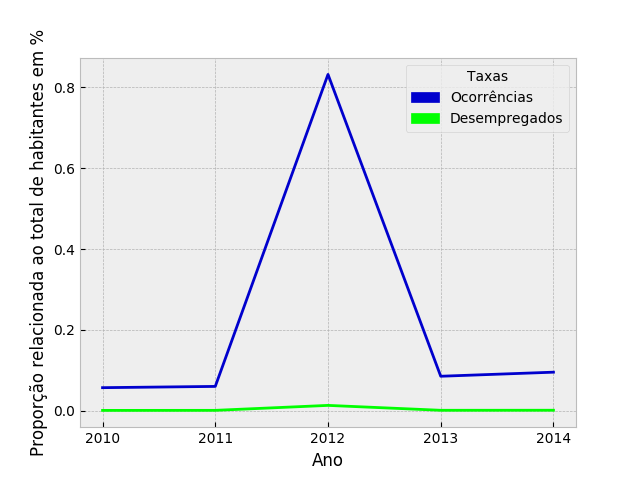 Proporção relacionada ao total de habitantes em %
0.8
0.6
0.4
0.2
0.0
Taxas
Ocorrências
Desempregados
2010 2011 2012 2013 2014
Ano